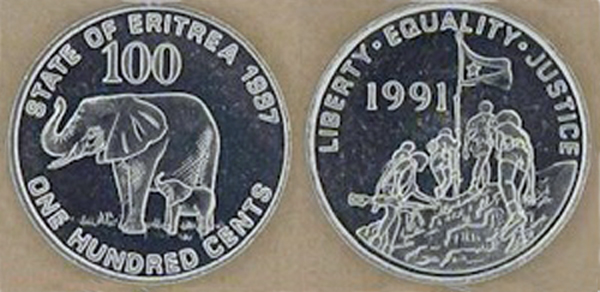 STATE OF ERITREA 1997
100
ONE HUNDRED CENTS
LIBERTY · EQUALITY · JUSTICE
1991